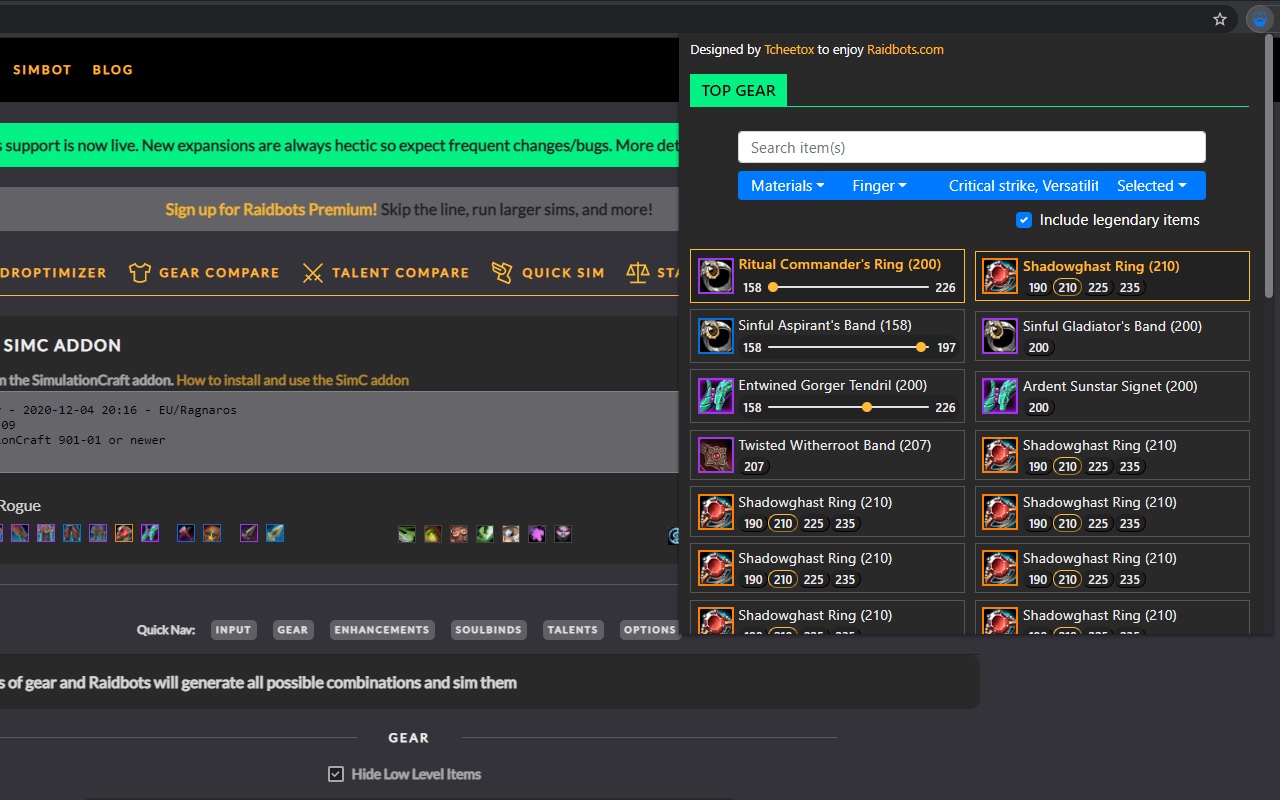 SIMBOT BLOG
s support is now live. New expansions are always hectic so expect frequent changes/bugs. More det
Sign up for Raidbots Premium! Skip the line, run larger sims, and more!
DROPTIMIZER GEAR COMPARE TALENT COMPARE QUICK SIM STA
SIMC ADDON
m the SimulationCraft addon. How to install and use the SimC addon
- 2020-12-04 20:16 - EU/Ragnaros
09
ionCraft 901-01 or newer
Rogue
Quick Nav: INPUT GEAR ENHANCEMENTS SOULBINDS TALENTS OPTIONS
s of gear and Raidbots will generate all possible combinations and sim them
GEAR
Hide Low Level Items
Designed by Tcheetox to enjoy Raidbots.com
TOP GEAR
Search item(s)
Materials Finger Critical strike, Versatilit Selected
Include legendary items
Ritual Commander's Ring (200)
158 226
Shadowghast Ring (210)
190 210 225 235
Sinful Aspirant's Band (158)
158 197
Sinful Gladiator's Band (200)
200
Entwined Gorger Tendril (200)
158 226
Ardent Sunstar Signet (200)
200
Twisted Witherroot Band (207)
207
Shadowghast Ring (210)
190 210 225 235
Shadowghast Ring (210)
190 210 225 235
Shadowghast Ring (210)
190 210 225 235
Shadowghast Ring (210)
190 210 225 235
Shadowghast Ring (210)
190 210 225 235
Shadowghast Ring (210)
Shadowghast Ring (210)